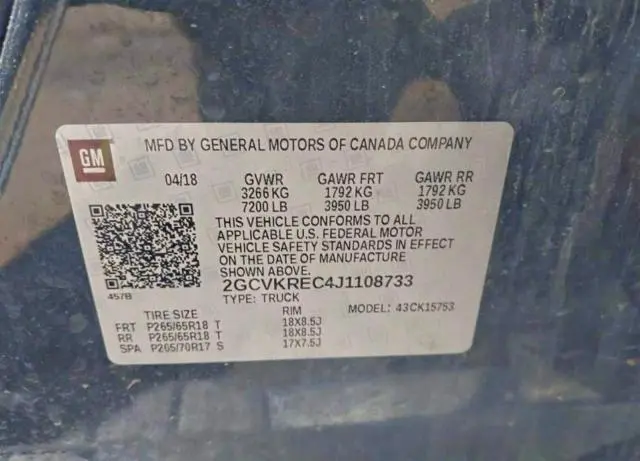 GM
MFD BY GENERAL MOTORS OF CANADA COMPANY
04/18 GVWR GAWR FRT GAWR RR
3266 KG 1792 KG 1792 KG
7200 LB 3950 LB 3950 LB
THIS VEHICLE CONFORMS TO ALL
APPLICABLE U.S. FEDERAL MOTOR
VEHICLE SAFETY STANDARDS IN EFFECT
ON THE DATE OF MANUFACTURE
SHOWN ABOVE.
2GCVKREC4J1108733
457B
TYPE: TRUCK MODEL: 43CK15753
TIRE SIZE RIM
FRT P265/65R18 T 18X8.5J
RR P265/65R18 T 18X8.5J
SPA P265/70R17 S 17X7.5J